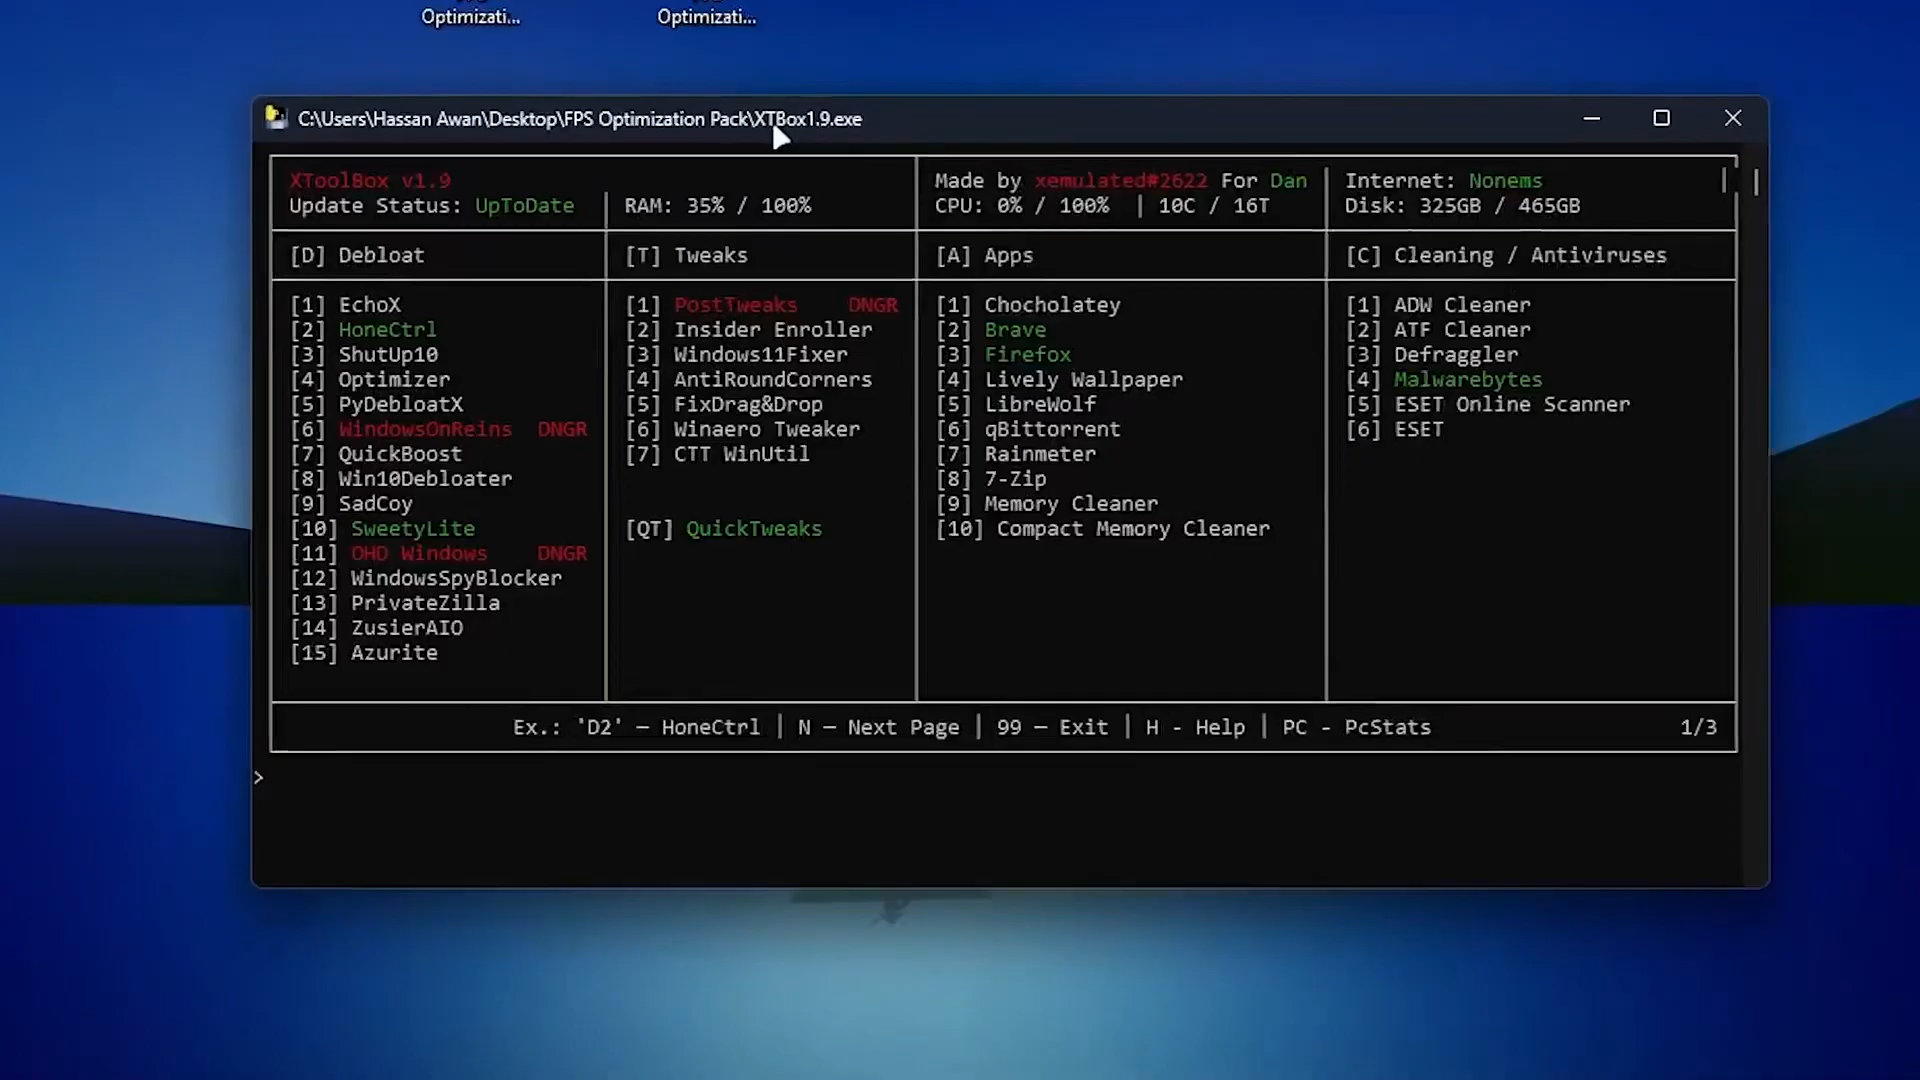 Optimizati... Optimizati...
C:\Users\Hassan Awan\Desktop\FPS Optimization Pack\XTBox1.9.exe
XToolBox v1.9 Made by xemulated#2622 For Dan Internet: Nonems
Update Status: UpToDate RAM: 35% / 100% CPU: 0% / 100% | 10C / 16T Disk: 325GB / 465GB
[D] Debloat [T] Tweaks [A] Apps [C] Cleaning / Antiviruses
[1] EchoX [1] PostTweaks DNGR [1] Chocholatey [1] ADW Cleaner
[2] HoneCtrl [2] Insider Enroller [2] Brave [2] ATF Cleaner
[3] ShutUp10 [3] Windows11Fixer [3] Firefox [3] Defraggler
[4] Optimizer [4] AntiRoundCorners [4] Lively Wallpaper [4] Malwarebytes
[5] PyDebloatX [5] FixDrag&Drop [5] LibreWolf [5] ESET Online Scanner
[6] WindowsOnReins DNGR [6] Winaero Tweaker [6] qBittorrent [6] ESET
[7] QuickBoost [7] CTT WinUtil [7] Rainmeter
[8] Win10Debloater [8] 7-Zip
[9] SadCoy [9] Memory Cleaner
[10] SweetyLite [QT] QuickTweaks [10] Compact Memory Cleaner
[11] OHD Windows DNGR
[12] WindowsSpyBlocker
[13] PrivateZilla
[14] ZusierAIO
[15] Azurite
Ex.: 'D2' — HoneCtrl | N — Next Page | 99 — Exit | H - Help | PC - PcStats 1/3
>